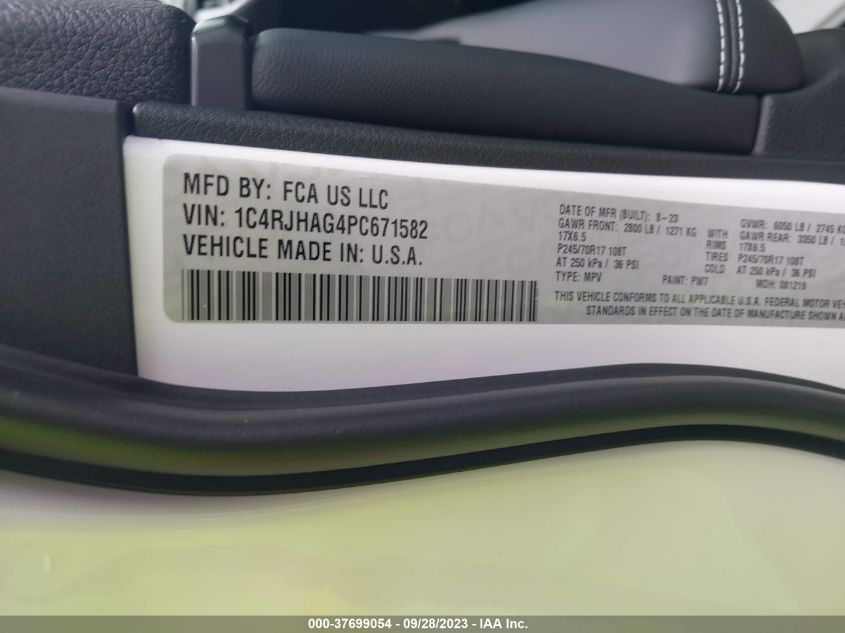 MFD BY: FCA US LLC
VIN: 1C4RJHAG4PC671582
VEHICLE MADE IN: U.S.A.
DATE OF MFR (BUILT): 8-23 GVWR: 6050 LB / 2745 KG
GAWR FRONT: 2800 LB / 1271 KG WITH GAWR REAR: 3350 LB
17X6.5 RIMS 17X6.5
P245/70R17 108T TIRES P245/70R17 108T
AT 250 kPa / 36 PSI COLD AT 250 kPa / 36 PSI
TYPE: MPV PAINT: PW7 MDH: 081219
THIS VEHICLE CONFORMS TO ALL APPLICABLE U.S.A. FEDERAL MOTOR
STANDARDS IN EFFECT ON THE DATE OF MANUFACTURE SHOWN
000-37699054 - 09/28/2023 - IAA Inc.